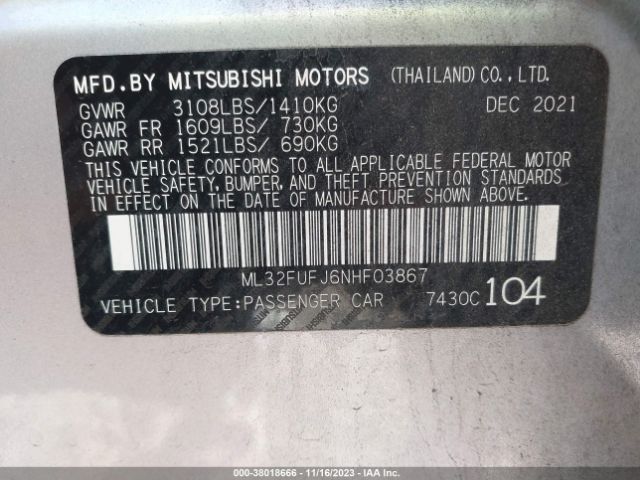 MFD.BY MITSUBISHI MOTORS (THAILAND)CO.,LTD.
GVWR 3108LBS/1410KG DEC 2021
GAWR FR 1609LBS/ 730KG
GAWR RR 1521LBS/ 690KG
THIS VEHICLE CONFORMS TO ALL APPLICABLE FEDERAL MOTOR
VEHICLE SAFETY, BUMPER, AND THEFT PREVENTION STANDARDS
IN EFFECT ON THE DATE OF MANUFACTURE SHOWN ABOVE.
ML32FUFJ6NHF03867
VEHICLE TYPE:PASSENGER CAR 7430C 104
000-38018666 - 11/16/2023 - IAAI.com